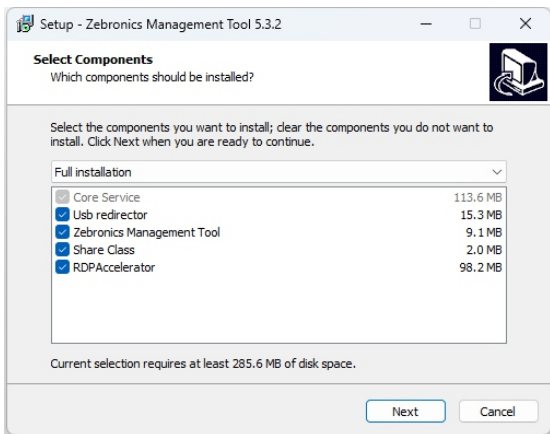 Setup - Zebronics Management Tool 5.3.2
Select Components
Which components should be installed?
Select the components you want to install; clear the components you do not want to
install. Click Next when you are ready to continue.
Full installation
Core Service 113.6 MB
Usb redirector 15.3 MB
Zebronics Management Tool 9.1 MB
Share Class 2.0 MB
RDPAccelerator 98.2 MB
Current selection requires at least 285.6 MB of disk space.
Next Cancel